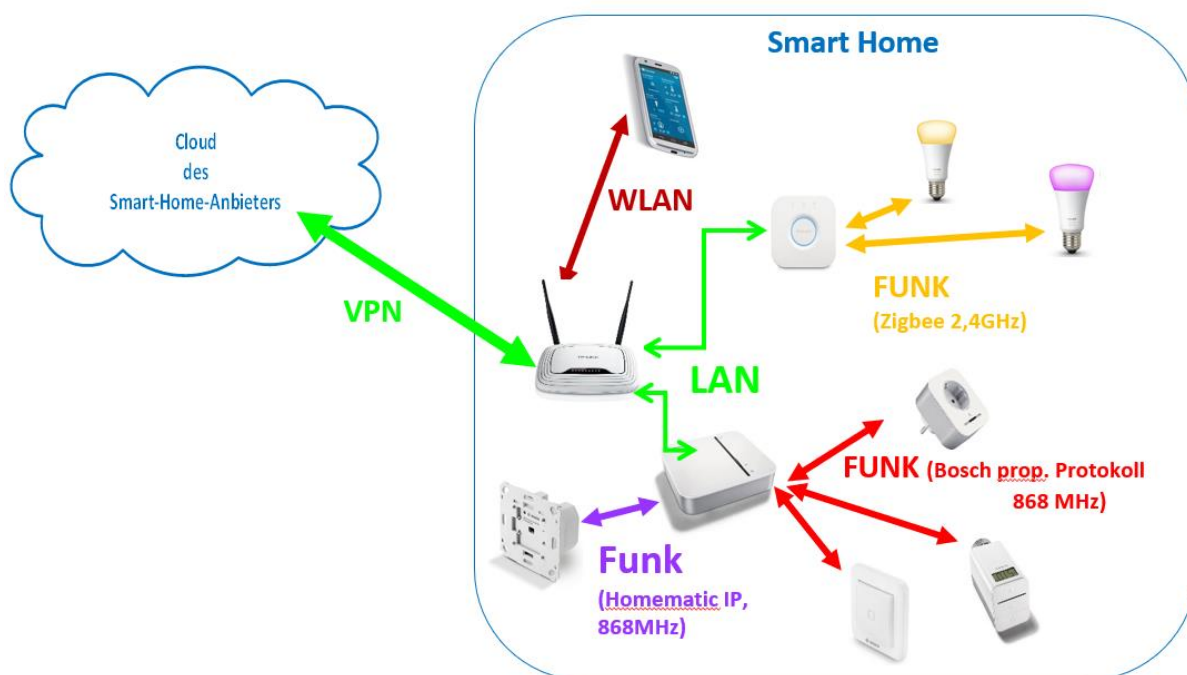 Smart Home
Cloud
des
Smart-Home-Anbieters
VPN
WLAN
FUNK
(Zigbee 2,4GHz)
LAN
FUNK (Bosch prop. Protokoll
868 MHz)
Funk
(Homematic IP,
868MHz)